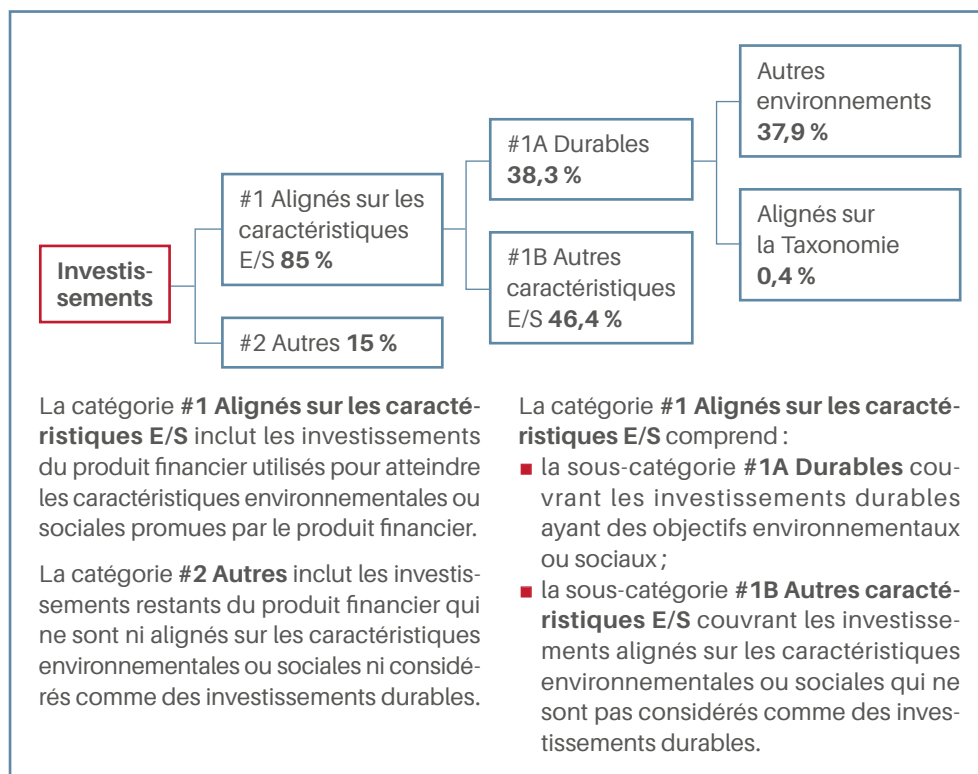 Investis-
sements
#1 Alignés sur les
caractéristiques
E/S 85 %
#2 Autres 15 %
#1A Durables
38,3 %
#1B Autres
caractéristiques
E/S 46,4 %
Autres
environnements
37,9 %
Alignés sur
la Taxonomie
0,4 %
La catégorie #1 Alignés sur les caracté-
ristiques E/S inclut les investissements
du produit financier utilisés pour atteindre
les caractéristiques environnementales ou
sociales promues par le produit financier.
La catégorie #2 Autres inclut les investis-
sements restants du produit financier qui
ne sont ni alignés sur les caractéristiques
environnementales ou sociales ni considé-
rés comme des investissements durables.
La catégorie #1 Alignés sur les caracté-
ristiques E/S comprend :
■ la sous-catégorie #1A Durables cou-
vrant les investissements durables
ayant des objectifs environnementaux
ou sociaux ;
■ la sous-catégorie #1B Autres caracté-
ristiques E/S couvrant les investisse-
ments alignés sur les caractéristiques
environnementales ou sociales qui ne
sont pas considérés comme des inves-
tissements durables.